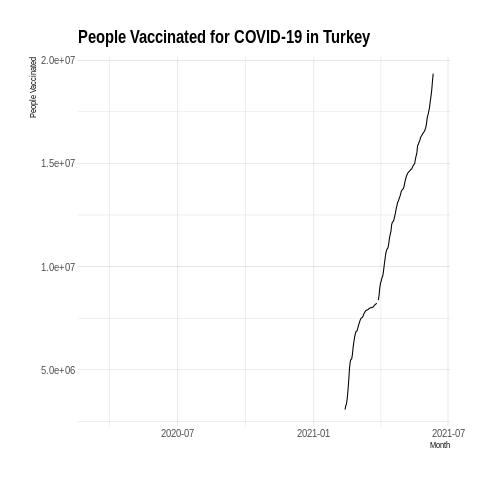 People Vaccinated for COVID-19 in Turkey
People Vaccinated
2.0e+07
1.5e+07
1.0e+07
5.0e+06
2020-07
2021-01
2021-07
Month